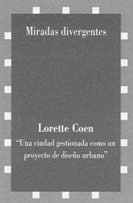 Miradas divergentes
Lorette Coen
“Una ciudad gestionada como un
proyecto de diseño urbano”